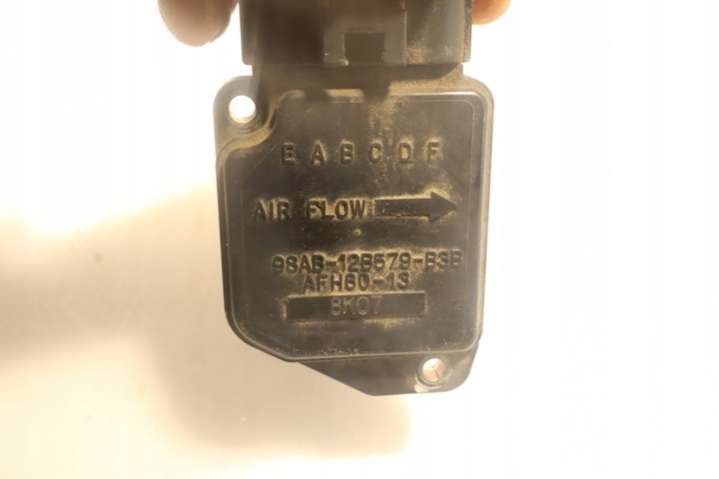 E A B C D F
AIR FLOW
98AB-12B579-B3B
AFH60-13
8K07